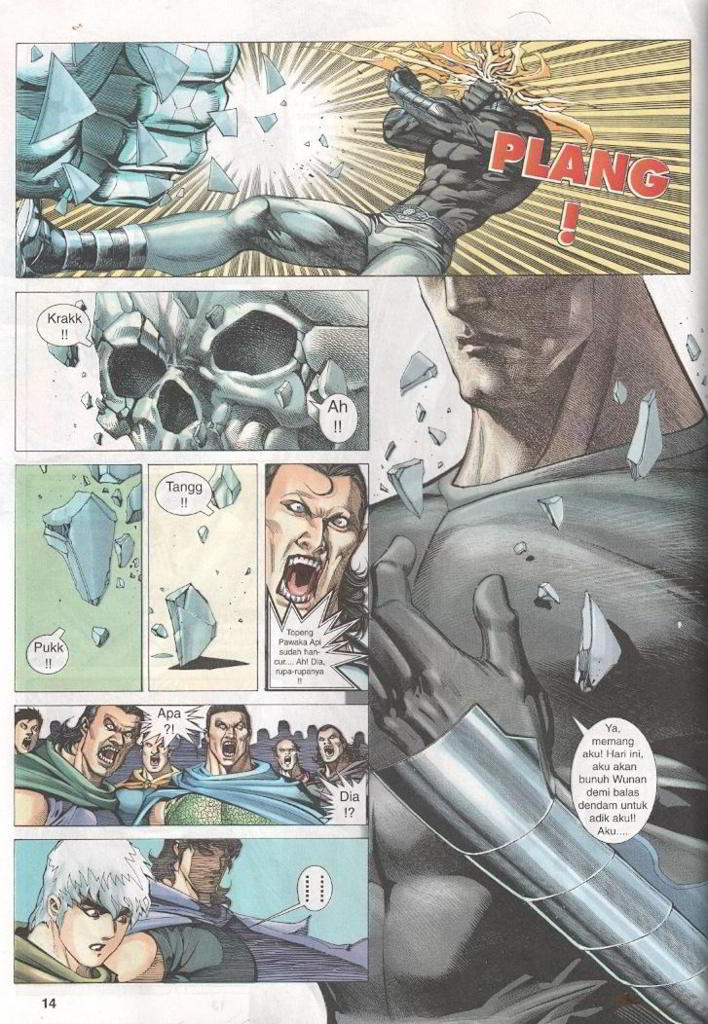 PLANG
!
Krakk
!!
Ah
!!
Pukk
!!
Tangg
!!
Topeng
Pawaka Api
sudah han-
cur.... Ah! Dia,
rupa-rupanya
!!
Apa
?!
Dia
!?
Ya,
memang
aku! Hari ini,
aku akan
bunuh Wunan
demi balas
dendam untuk
adik aku!!
Aku....
14